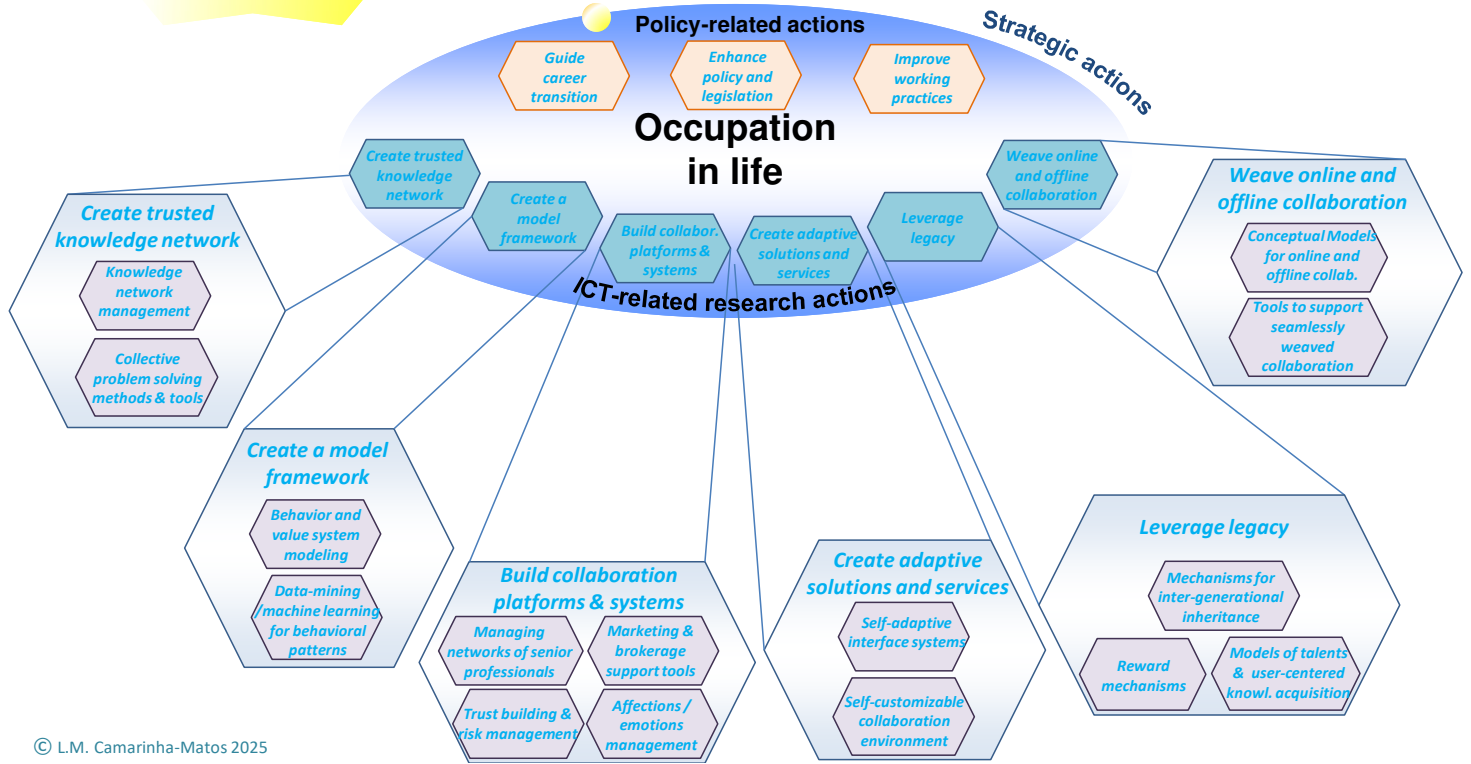 Policy-related actions
Strategic actions
Guide
career
transition
Enhance
policy and
legislation
Improve
working
practices
Occupation
in life
Create trusted
knowledge
network
Create a
model
framework
Build collabor.
platforms &
systems
Create adaptive
solutions and
services
Leverage
legacy
Weave online
and offline
collaboration
ICT-related research actions
Create trusted
knowledge network
Knowledge
network
management
Collective
problem solving
methods & tools
Create a model
framework
Behavior and
value system
modeling
Data-mining
/machine learning
for behavioral
patterns
Build collaboration
platforms & systems
Managing
networks of senior
professionals
Marketing &
brokerage
support tools
Trust building &
risk management
Affections /
emotions
management
Create adaptive
solutions and services
Self-adaptive
interface systems
Self-customizable
collaboration
environment
Leverage legacy
Mechanisms for
inter-generational
inheritance
Reward
mechanisms
Models of talents
& user-centered
knowl. acquisition
Weave online and
offline collaboration
Conceptual Models
for online and
offline collab.
Tools to support
seamlessly
weaved
collaboration
© L.M. Camarinha-Matos 2025